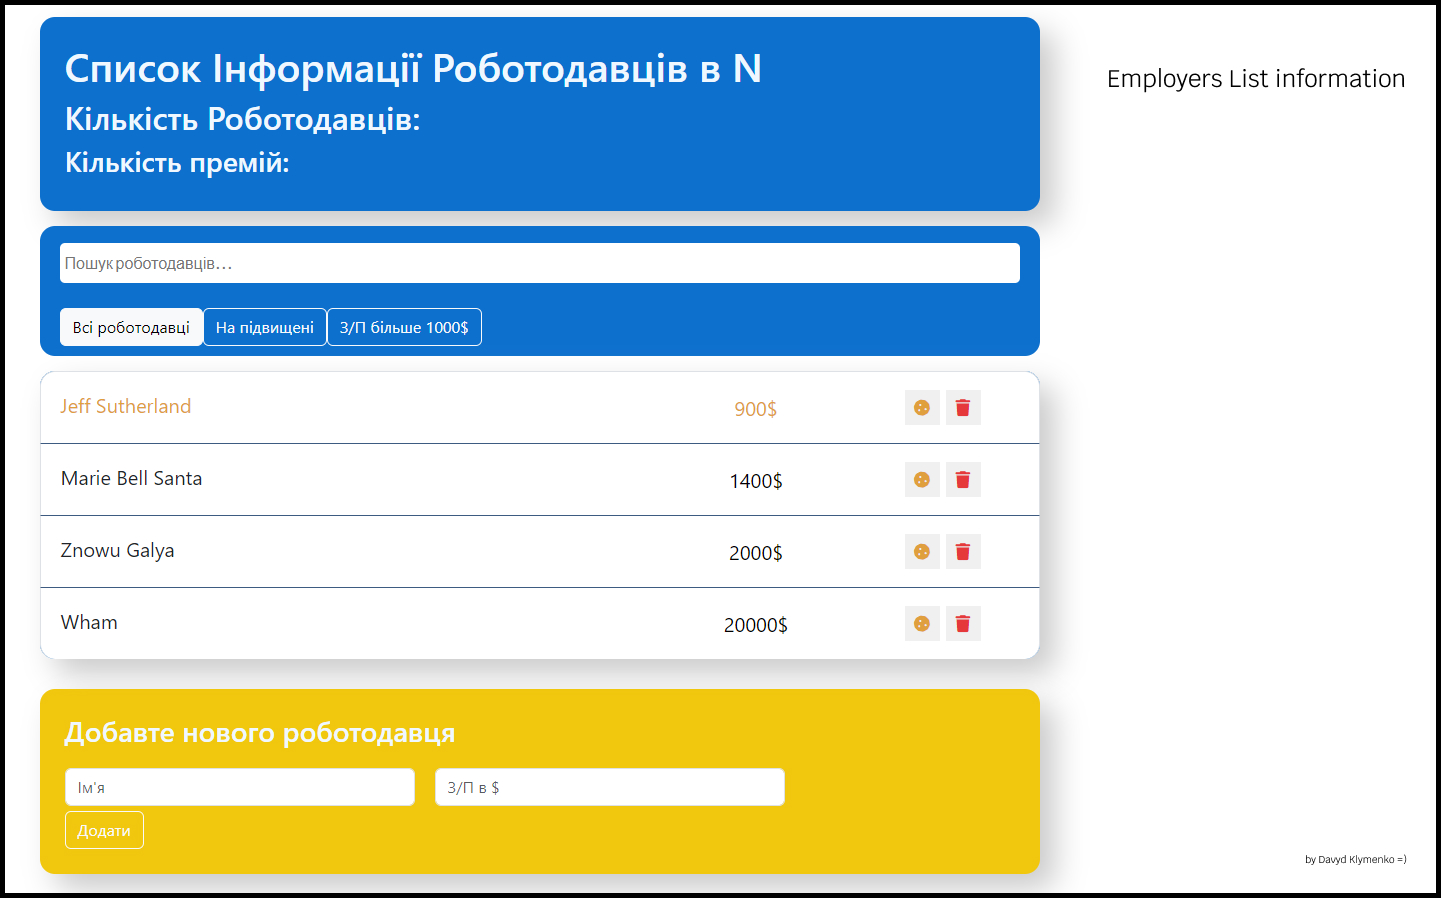 Список Інформації Роботодавців в N
Кількість Роботодавців:
Кількість премій:
Employers List information
Пошук роботодавців...
Всі роботодавці На підвищені З/П більше 1000$
Jeff Sutherland 900$
Marie Bell Santa 1400$
Znowu Galya 2000$
Wham 20000$
Добавте нового роботодавця
Ім'я З/П в $
Додати
by Davyd Klymenko =)